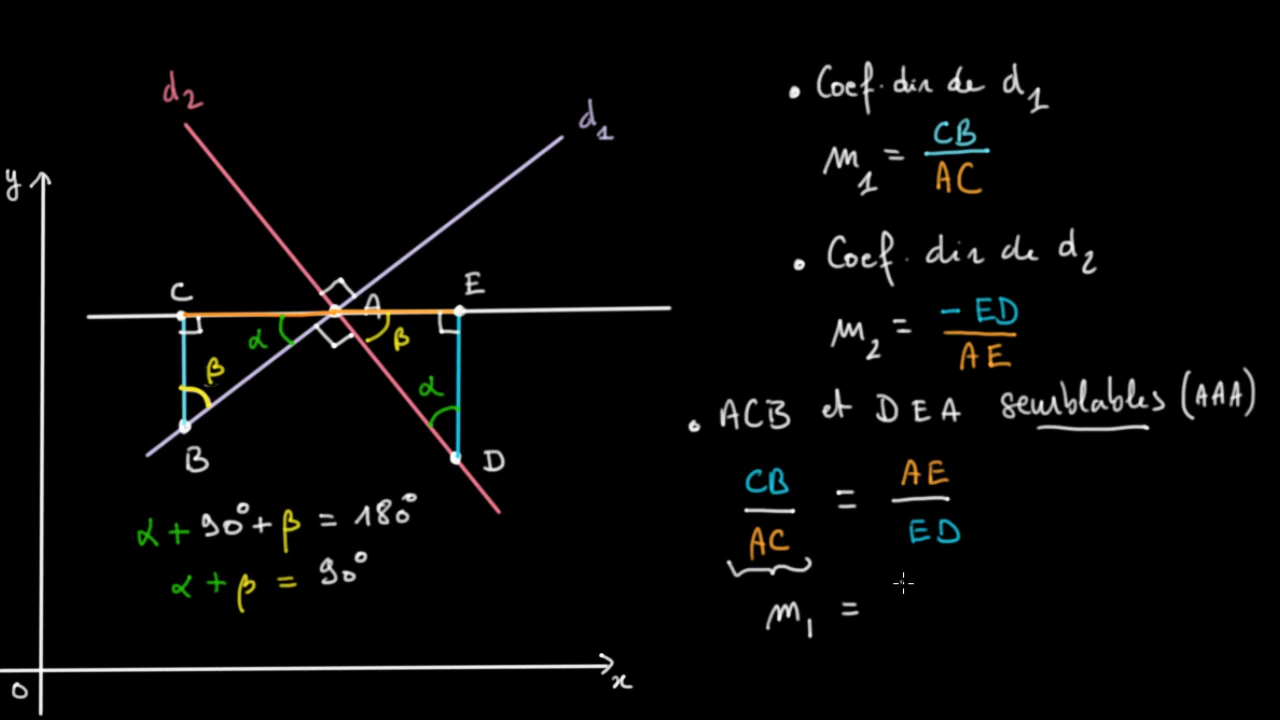 d2
d1
y
C
A
E
α
β
β
α
B
D
α + 90° + β = 180°
α + β = 90°
O
x
• Coef. dir de d1
m1 = CB/AC
• Coef. dir de d2
m2 = -ED/AE
• ACB et DEA semblables (AAA)
CB/AC = AE/ED
m1 =